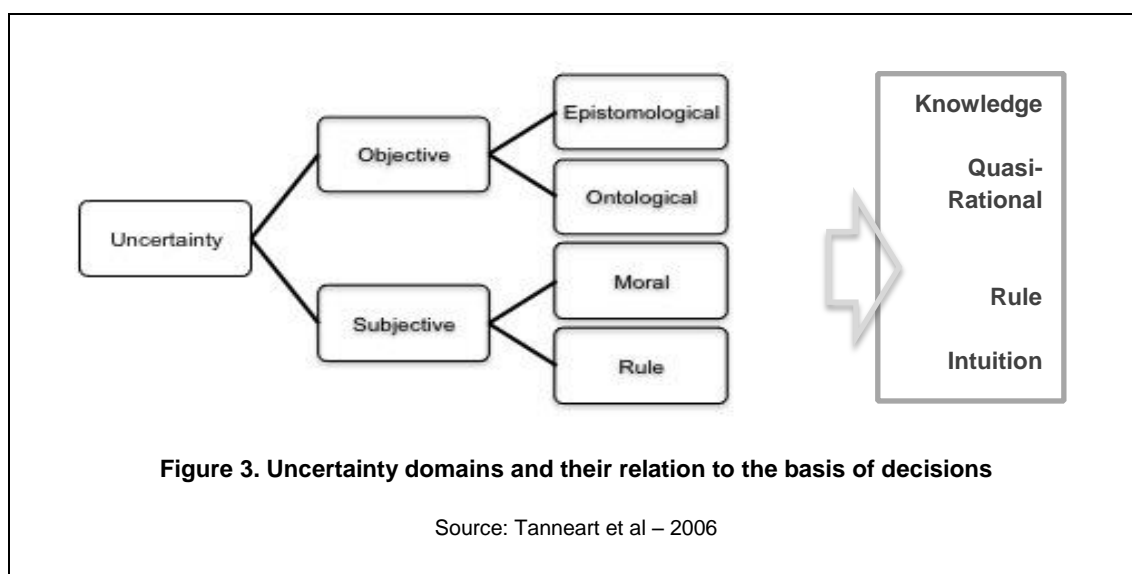 Uncertainty
Objective
Subjective
Epistomological
Ontological
Moral
Rule
Knowledge
Quasi-
Rational
Rule
Intuition
Figure 3. Uncertainty domains and their relation to the basis of decisions
Source: Tanneart et al – 2006